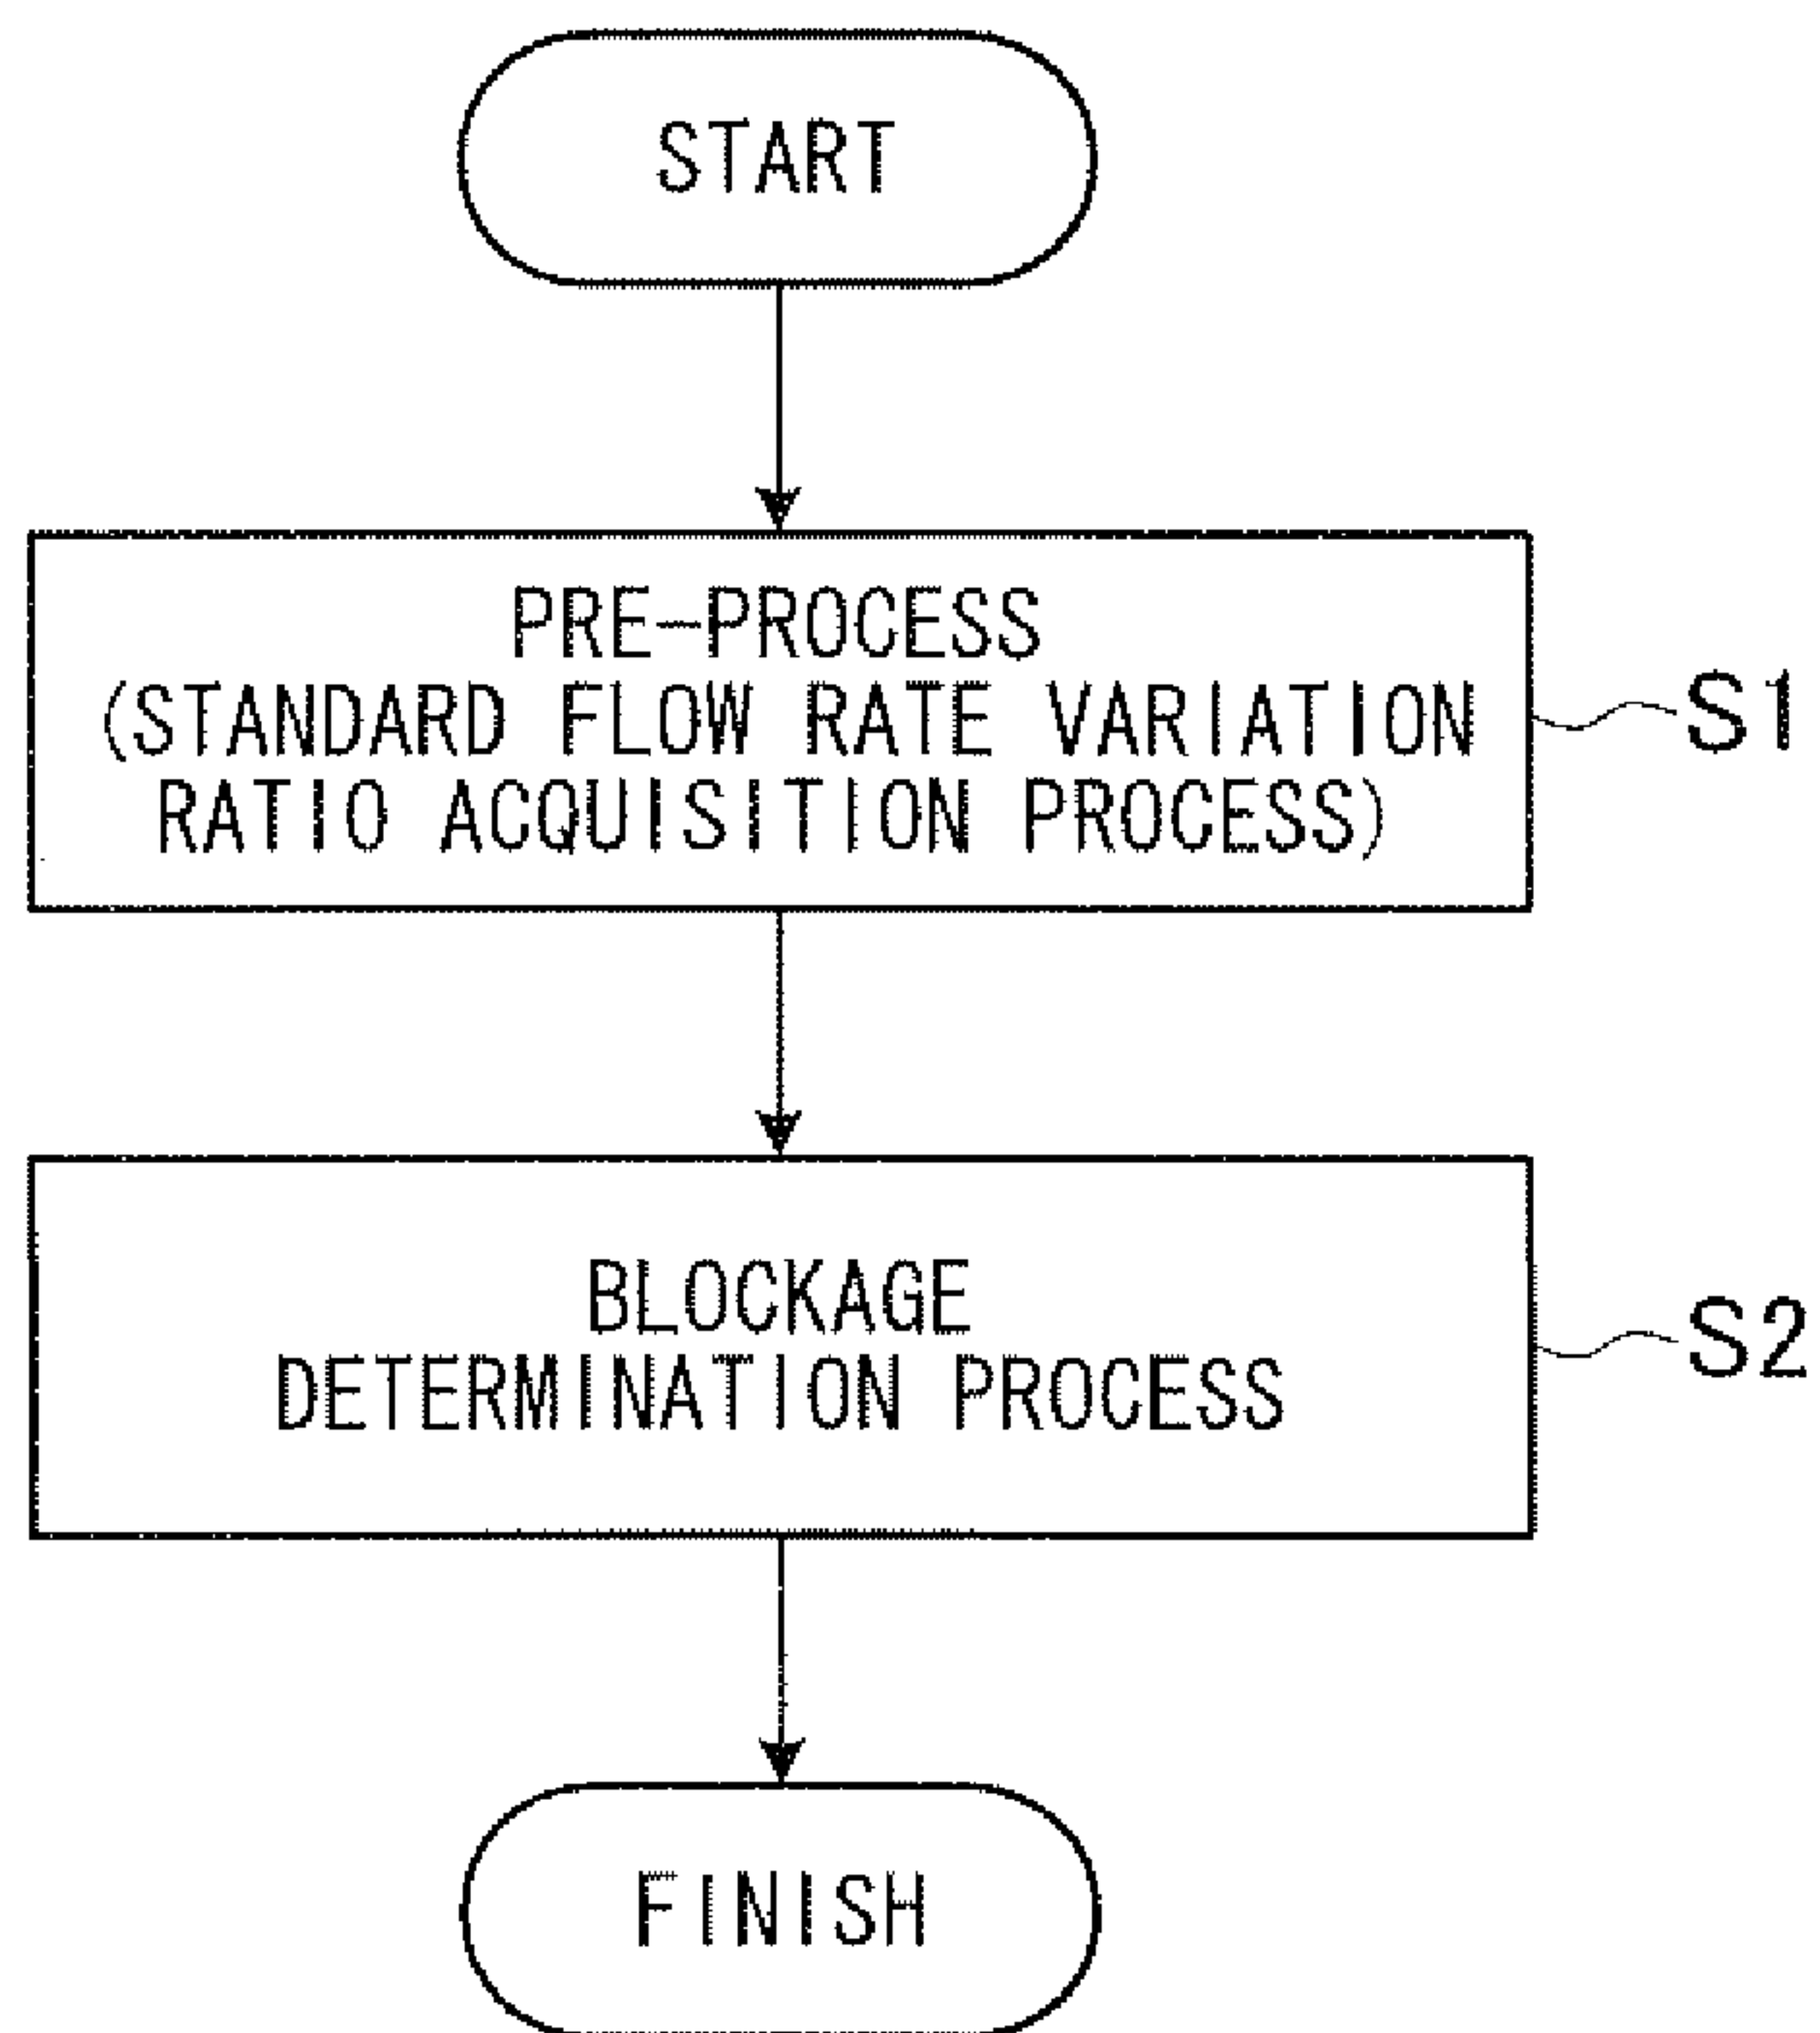 START
PRE-PROCESS
(STANDARD FLOW RATE VARIATION
RATIO ACQUISITION PROCESS)
S1
BLOCKAGE
DETERMINATION PROCESS
S2
FINISH